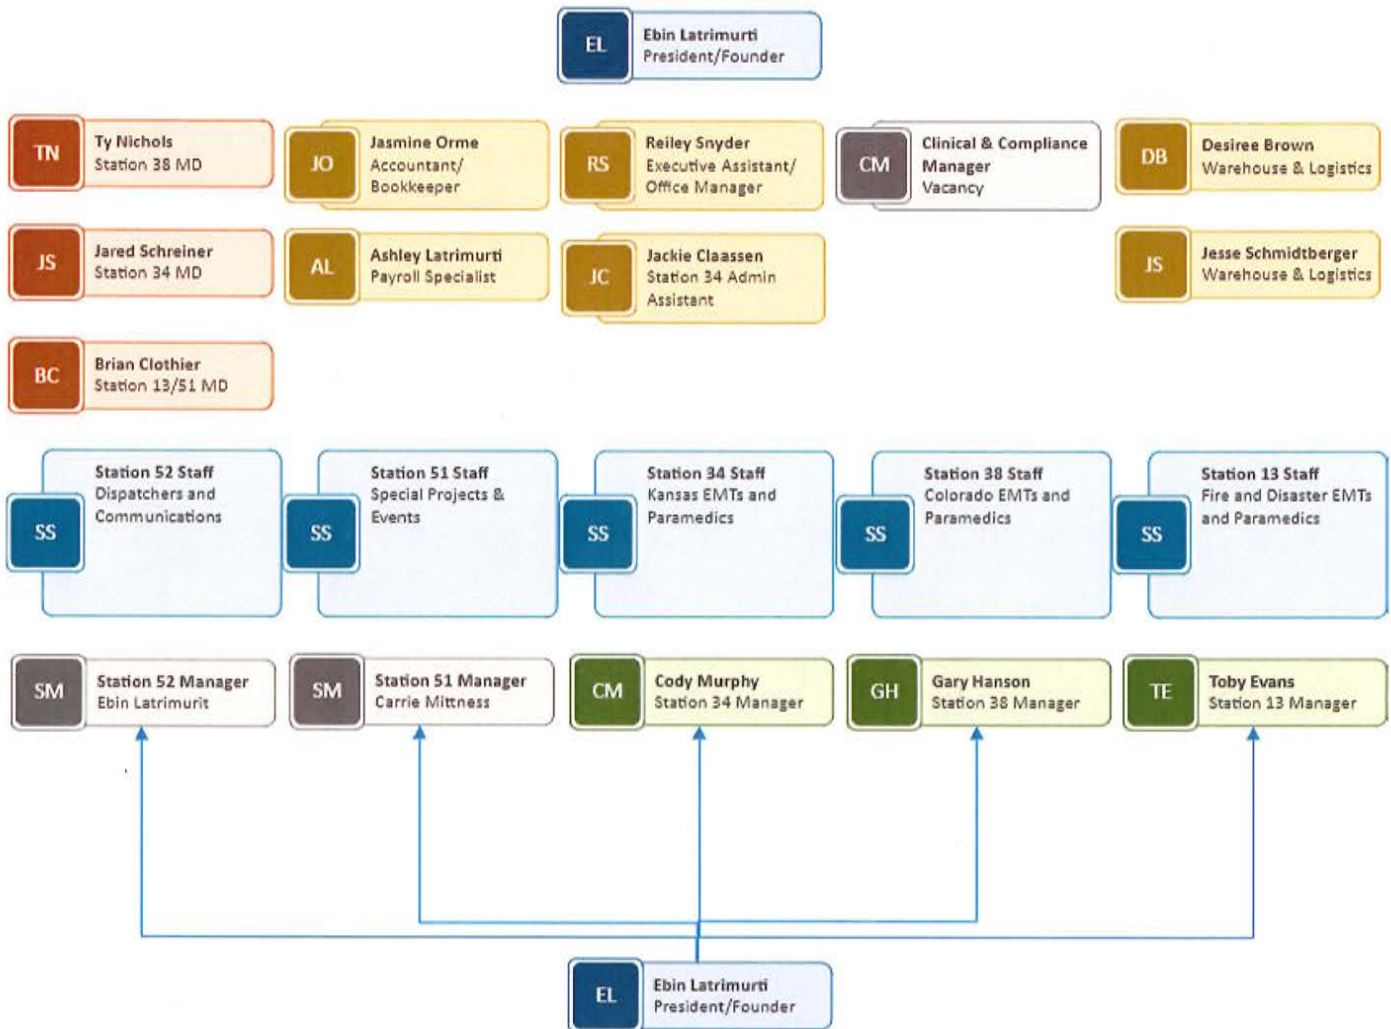 EL
Ebin Latrimurti
President/Founder
TN
Ty Nichols
Station 38 MD
JO
Jasmine Orme
Accountant/
Bookkeeper
RS
Reiley Snyder
Executive Assistant/
Office Manager
CM
Clinical & Compliance
Manager
Vacancy
DB
Desiree Brown
Warehouse & Logistics
JS
Jared Schreiner
Station 34 MD
AL
Ashley Latrimurti
Payroll Specialist
JC
Jackie Claassen
Station 34 Admin
Assistant
JS
Jesse Schmidtberger
Warehouse & Logistics
BC
Brian Clothier
Station 13/51 MD
SS
Station 52 Staff
Dispatchers and
Communications
SS
Station 51 Staff
Special Projects &
Events
SS
Station 34 Staff
Kansas EMTs and
Paramedics
SS
Station 38 Staff
Colorado EMTs and
Paramedics
SS
Station 13 Staff
Fire and Disaster EMTs
and Paramedics
SM
Station 52 Manager
Ebin Latrimurit
SM
Station 51 Manager
Carrie Mittness
CM
Cody Murphy
Station 34 Manager
GH
Gary Hanson
Station 38 Manager
TE
Toby Evans
Station 13 Manager
EL
Ebin Latrimurti
President/Founder